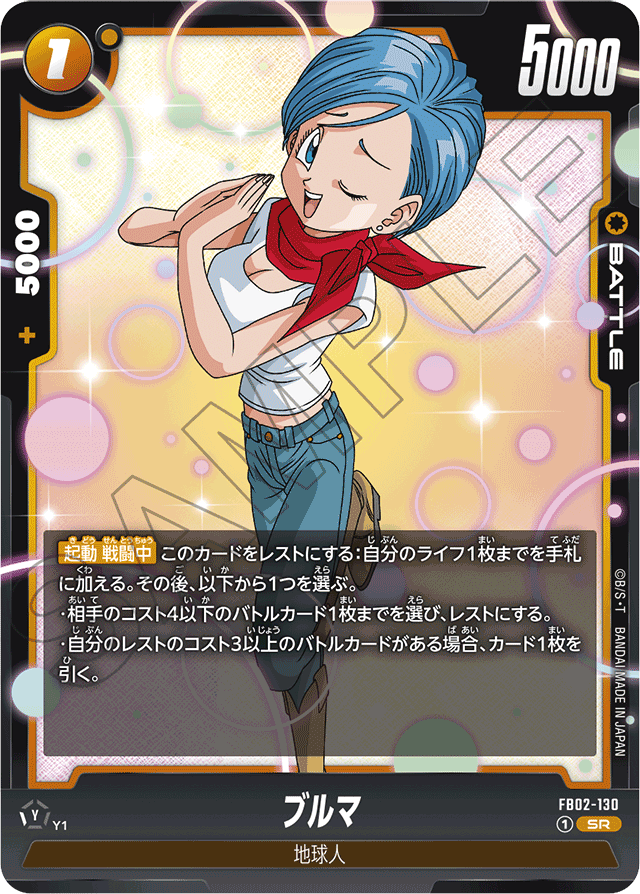 1
5000
+ 5000
BATTLE
SAMPLE
起動 戦闘中 このカードをレストにする：自分のライフ1枚までを手札
に加える。その後、以下から1つを選ぶ。
・相手のコスト4以下のバトルカード1枚までを選び、レストにする。
・自分のレストのコスト3以上のバトルカードがある場合、カード1枚を
引く。
©B/S・T BANDAI MADE IN JAPAN
Y Y1
ブルマ
FB02-130
1 SR
地球人